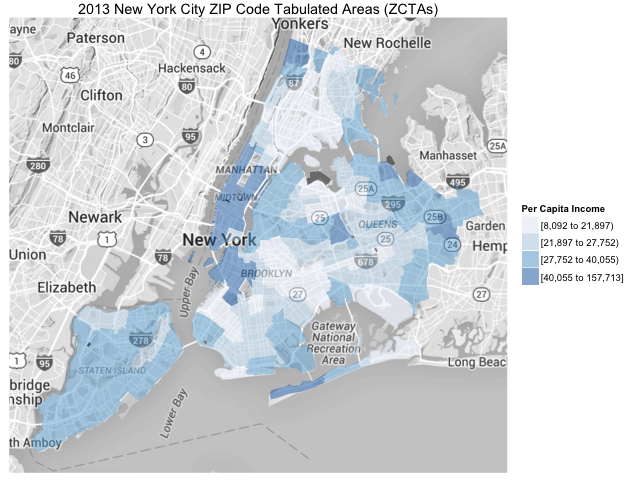 2013 New York City ZIP Code Tabulated Areas (ZCTAs)
Yonkers
ayne
Paterson
New Rochelle
4
80
Hackensack
46
80
87
Clifton
Montclair
3
95
25A
Manhasset
280
MANHATTAN
495
25A
MIDTOWN
295
Newark
25
QUEENS
25B
Garden
78
1
New York
25
24
Hemp
Union
78
678
BROOKLYN
Elizabeth
Upper Bay
27
27
Gateway
National
Recreation
Area
278
1
95
STATEN ISLAND
Long Beac
bridge
nship
Lower Bay
th Amboy
Per Capita Income
[8,092 to 21,897)
[21,897 to 27,752)
[27,752 to 40,055)
[40,055 to 157,713]